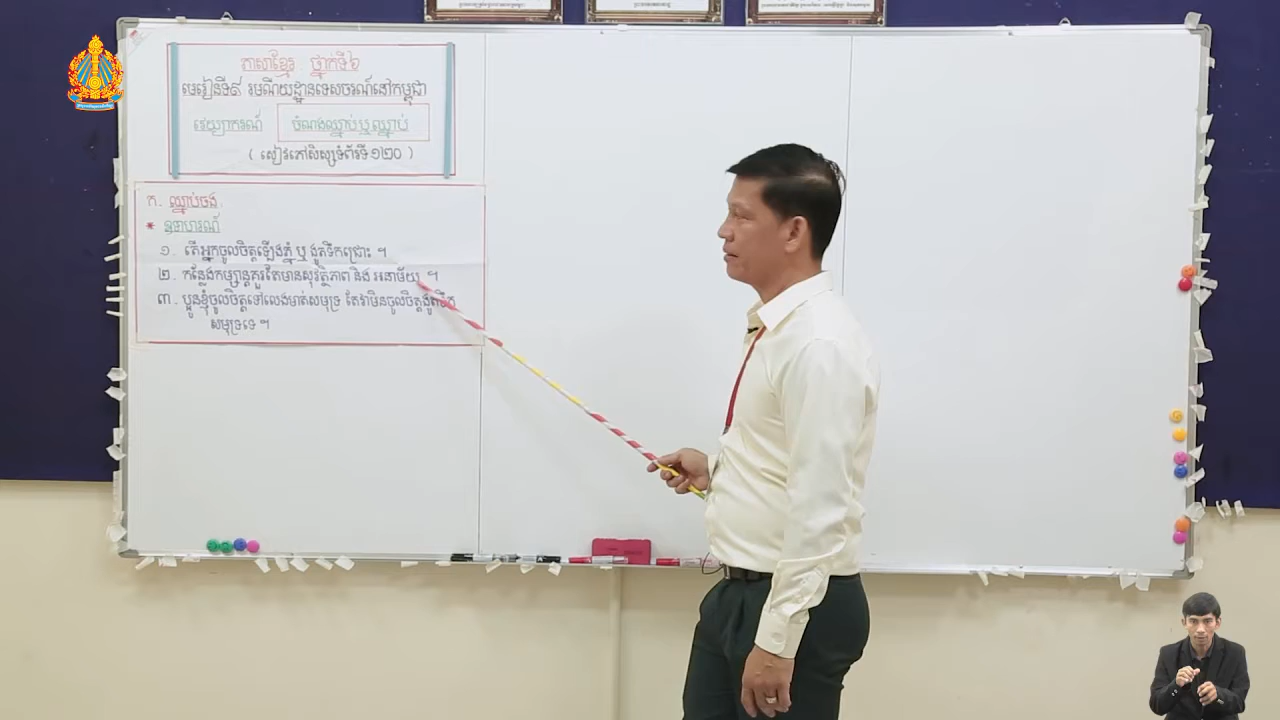 ភាសាខ្មែរ ថ្នាក់ទី៦
មេរៀនទី៩ រមណីយដ្ឋានទេសចរណ៍នៅកម្ពុជា
វេយ្យាករណ៍ ចំណងឈ្នាប់ ឬ ឈ្នាប់
( សៀវភៅសិស្សទំព័រទី១២០ )
ក. ឈ្នាប់ចង
* ឧទាហរណ៍
១. តើអ្នកចូលចិត្តឡើងភ្នំ ឬ ងូតទឹកជ្រោះ ។
២. កន្លែងកម្សាន្តគួរតែមានសុវត្ថិភាព និង អនាម័យ ។
៣. ប្អូនខ្ញុំចូលចិត្តទៅលេងមាត់សមុទ្រ តែវាមិនចូលចិត្តងូតទឹក
សមុទ្រទេ ។